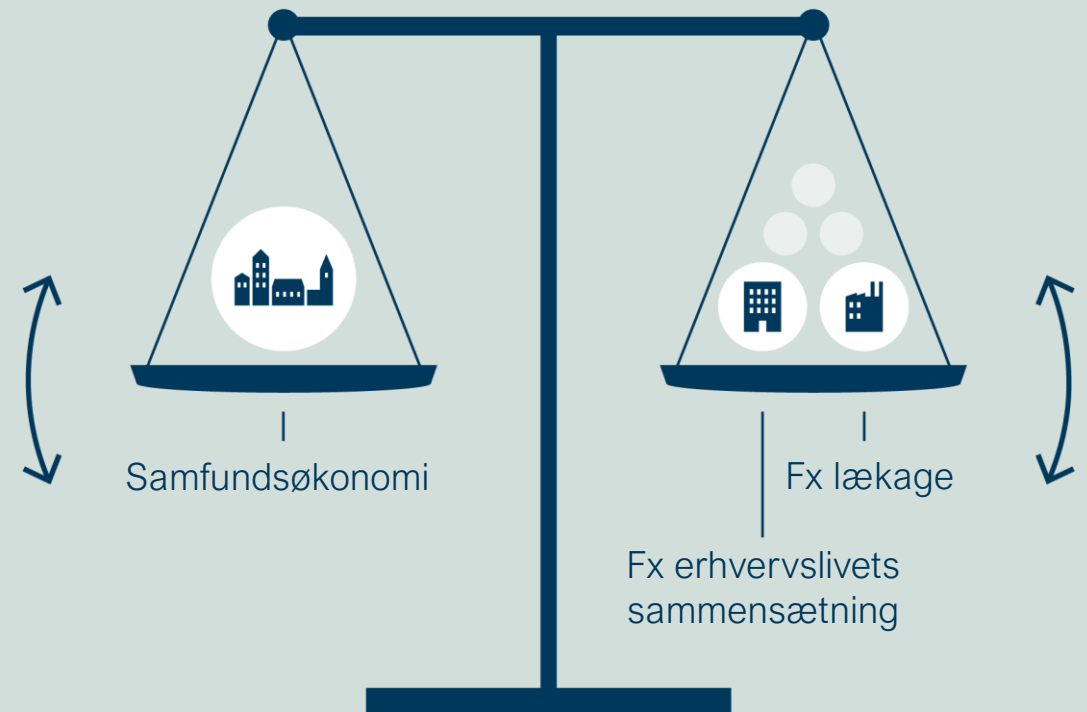 Samfundsøkonomi
Fx lækage
Fx erhvervslivets
sammensætning